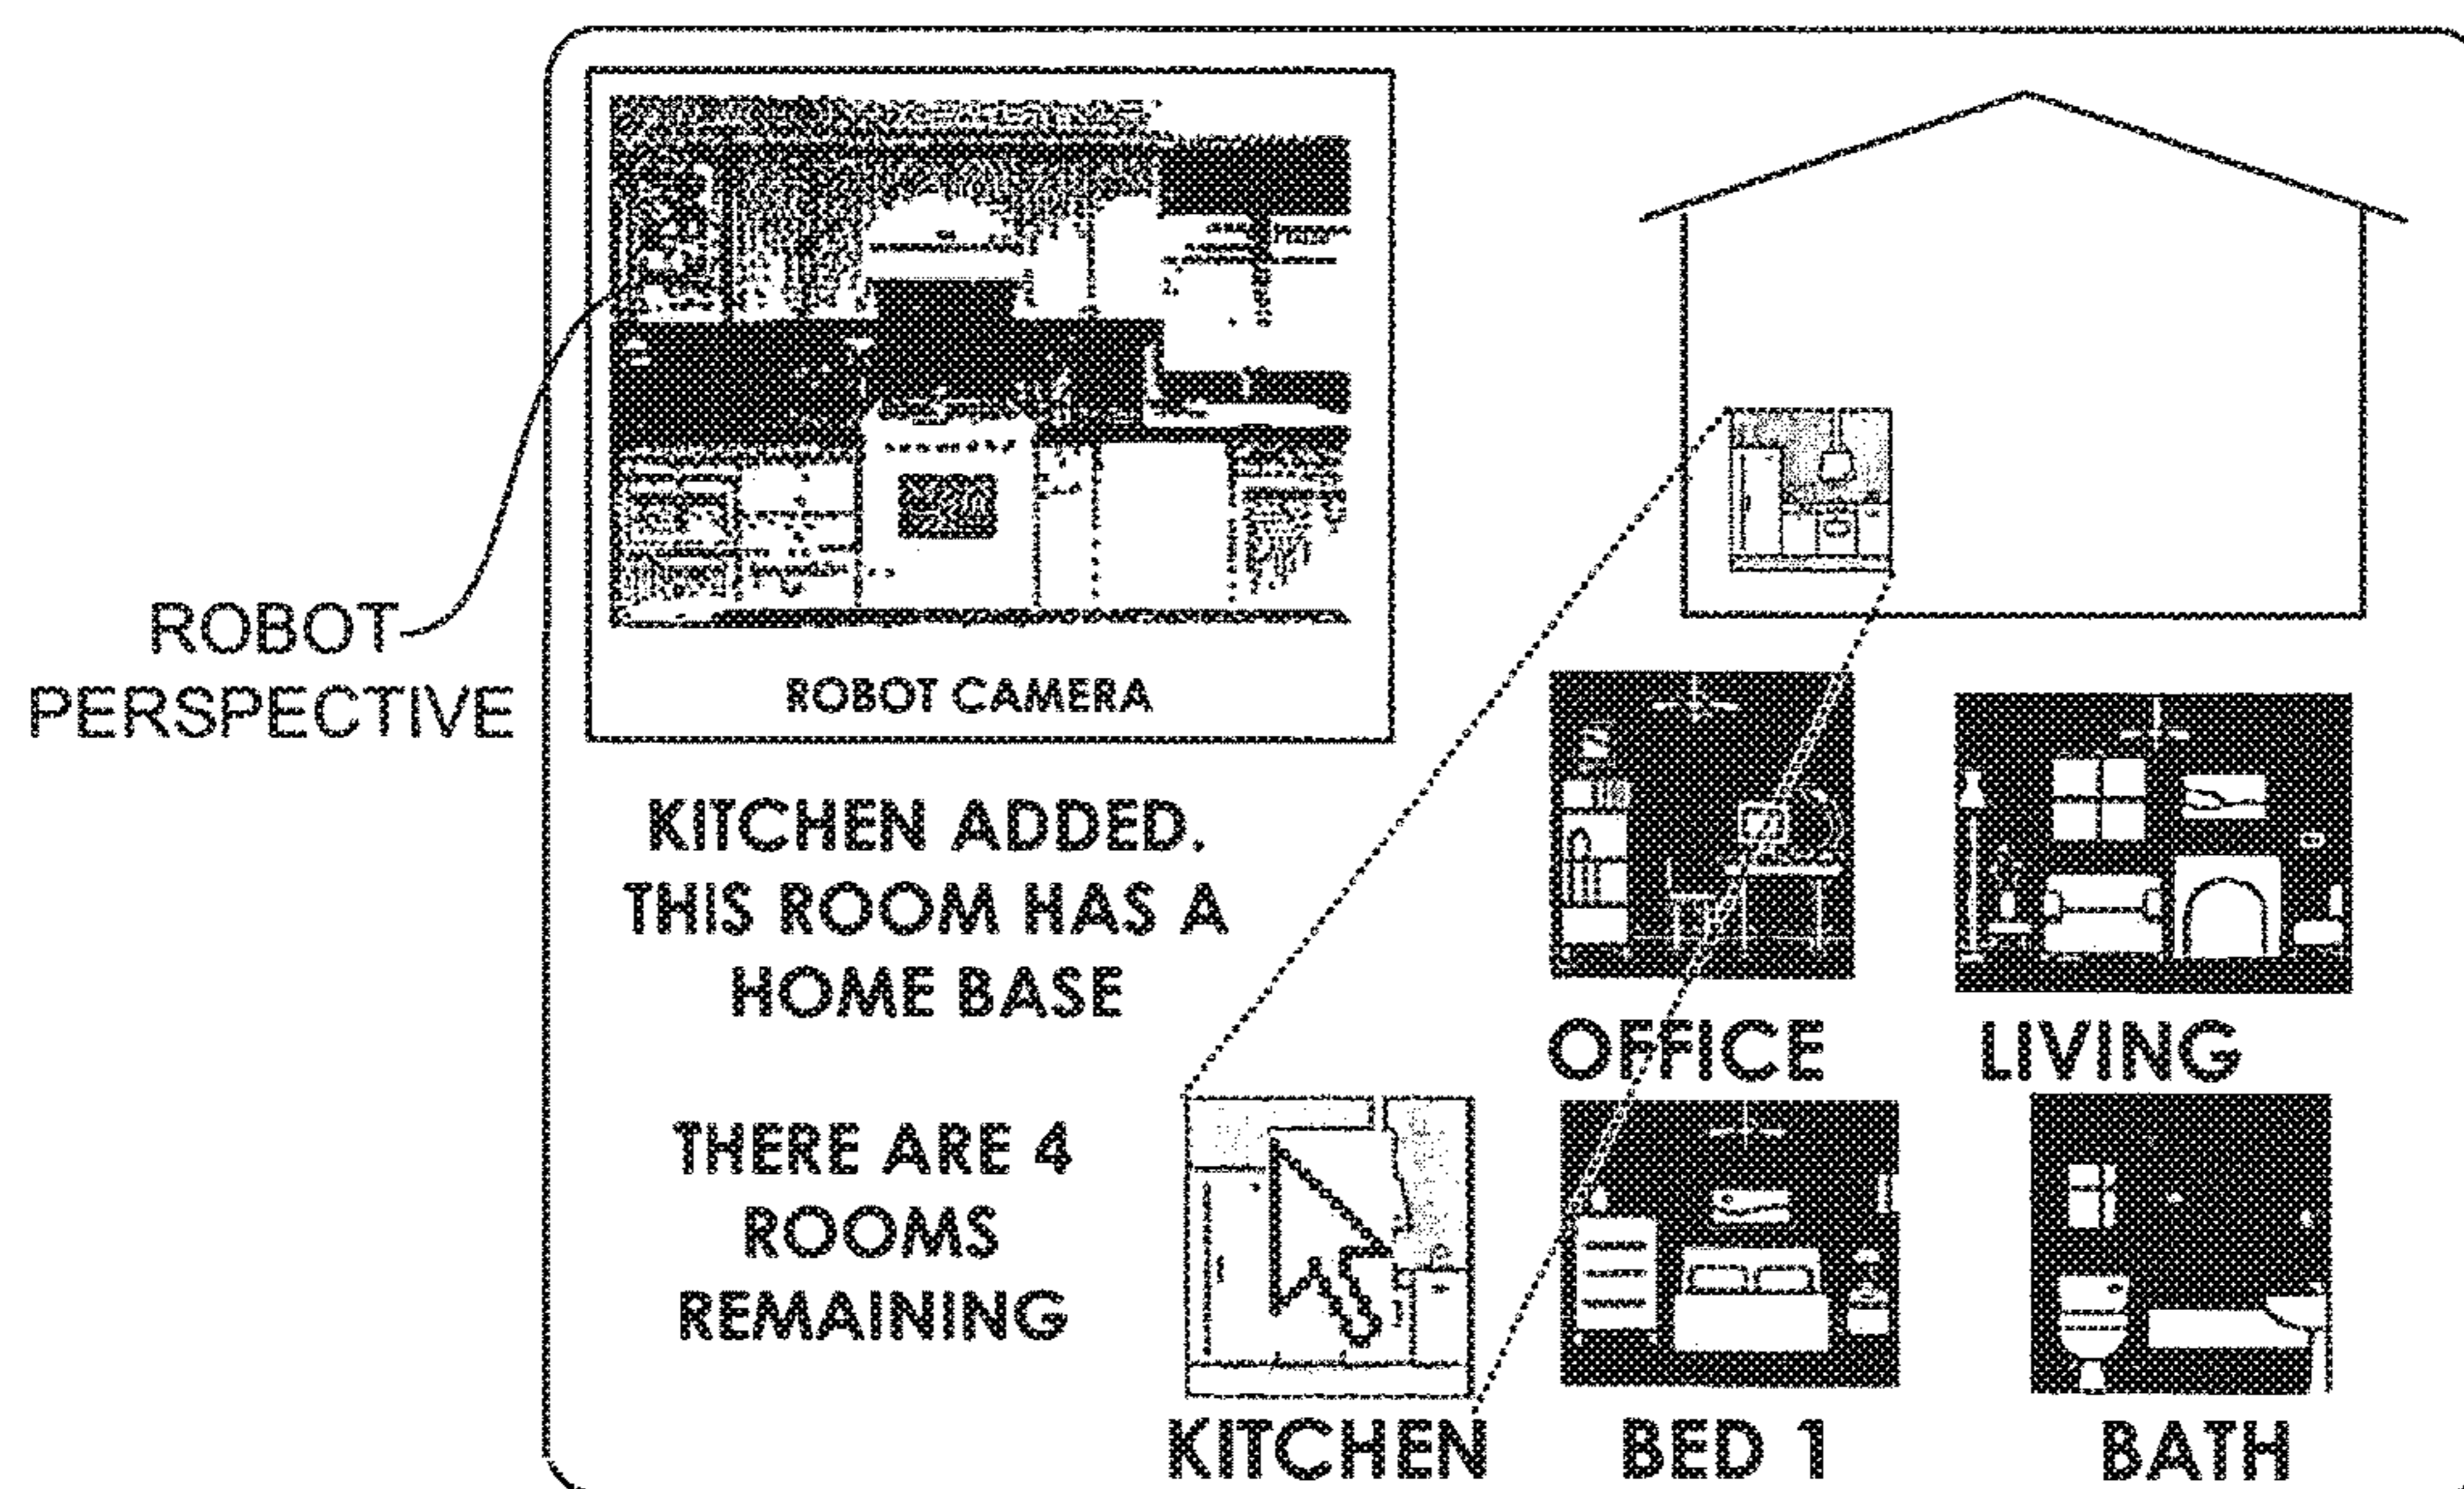 ROBOT
PERSPECTIVE
ROBOT CAMERA
KITCHEN ADDED.
THIS ROOM HAS A
HOME BASE
THERE ARE 4
ROOMS
REMAINING
OFFICE
LIVING
KITCHEN
BED 1
BATH